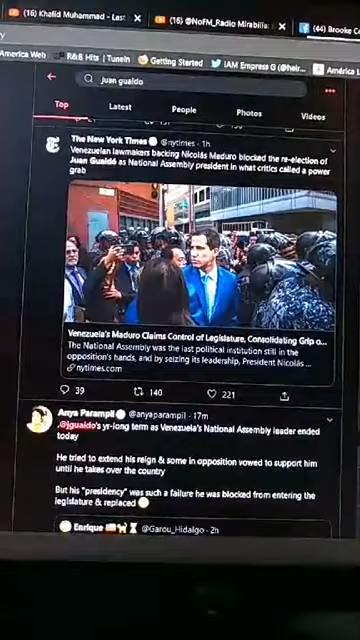 (16) Khalid Muhammad - Last
(16) @NoFM_Radio Mirabilia
(44) Brooke Co
America Web
R&B Hits | TuneIn
Getting Started
IAM Empress G (@heir...
América
juan guaido
Top
Latest
People
Photos
Videos
The New York Times @nytimes · 1h
Venezuelan lawmakers backing Nicolás Maduro blocked the re-election of
Juan Guaidó as National Assembly president in what critics called a power
grab
Venezuela's Maduro Claims Control of Legislature, Consolidating Grip o...
The National Assembly was the last political institution still in the
opposition's hands, and by seizing its leadership, President Nicolás ...
nytimes.com
39
140
221
Anya Parampil @anyaparampil · 17m
.@jguaido's yr-long term as Venezuela's National Assembly leader ended
today
He tried to extend his reign & some in opposition vowed to support him
until he takes over the country
But his "presidency" was such a failure he was blocked from entering the
legislature & replaced
Enrique @Garou_Hidalgo · 2h